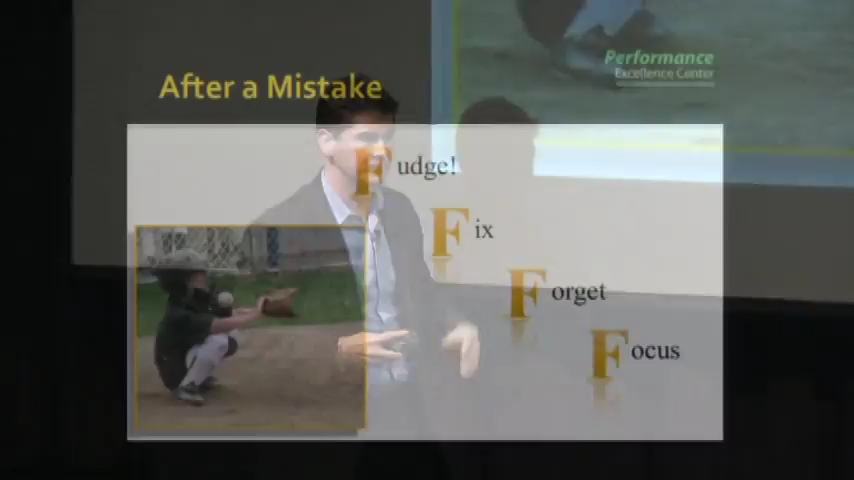 After a Mistake
Performance
Excellence Center
Fudge!
Fix
Forget
Focus